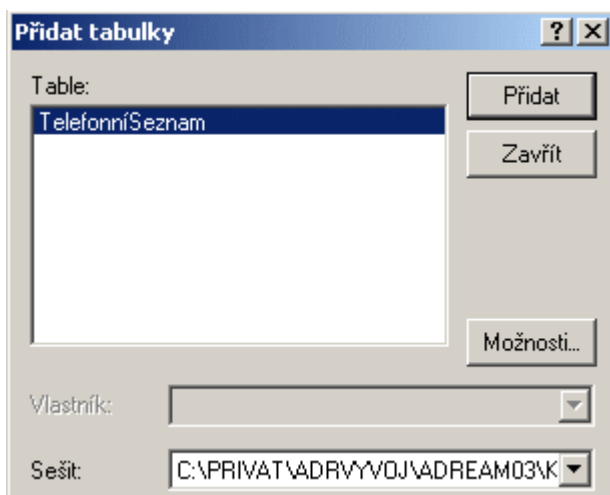 Přidat tabulky
Table:
TelefonníSeznam
Přidat
Zavřít
Možnosti...
Vlastník:
Sešit: C:\PRIVAT\ADRVYVOJ\ADREAM03\K